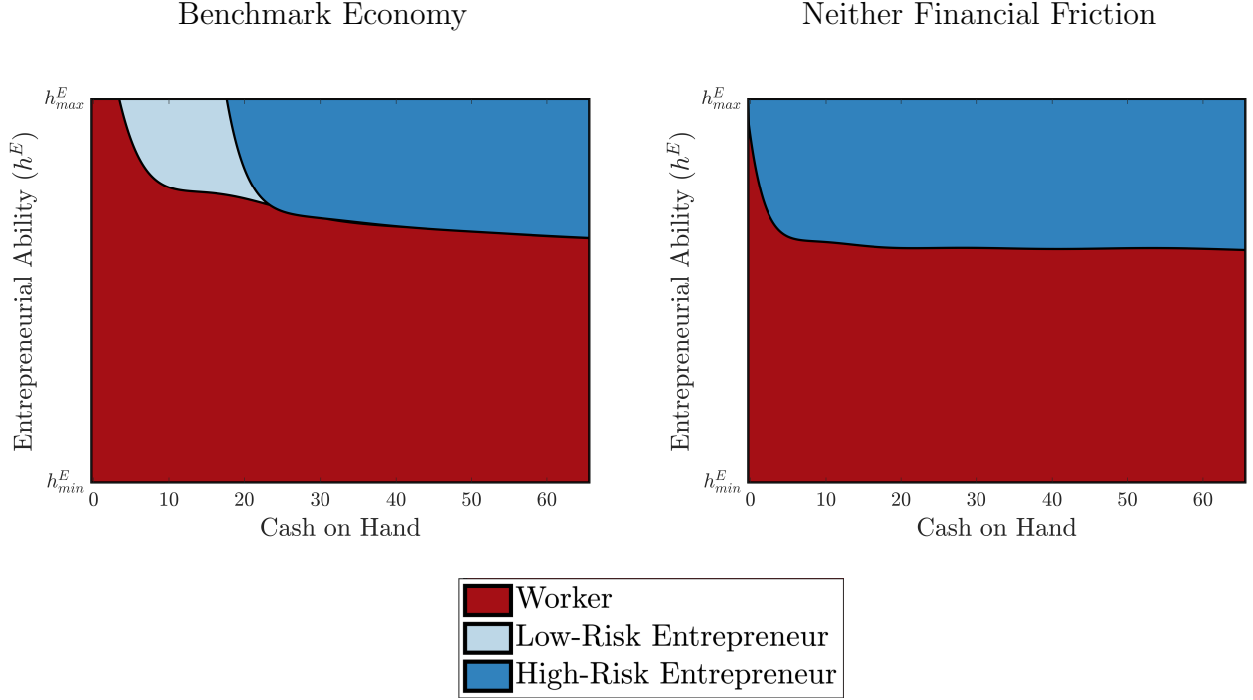 Benchmark Economy
Neither Financial Friction
h^E_max
Entrepreneurial Ability (h^E)
h^E_min
0 10 20 30 40 50 60
Cash on Hand
h^E_max
Entrepreneurial Ability (h^E)
h^E_min
0 10 20 30 40 50 60
Cash on Hand
Worker
Low-Risk Entrepreneur
High-Risk Entrepreneur